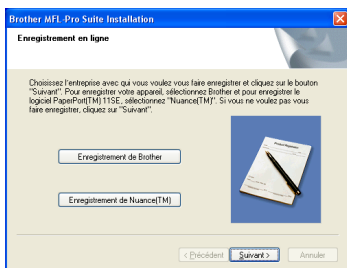 Brother MFL-Pro Suite Installation
Enregistrement en ligne
Choisissez l'entreprise avec qui vous voulez vous faire enregistrer et cliquez sur le bouton
"Suivant". Pour enregistrer votre appareil, sélectionnez Brother et pour enregistrer le
logiciel PaperPort(TM) 11SE, sélectionnez "Nuance(TM)". Si vous ne voulez pas vous
faire enregistrer, cliquez sur "Suivant".
Enregistrement de Brother
Enregistrement de Nuance(TM)
< Précédent
Suivant >
Annuler